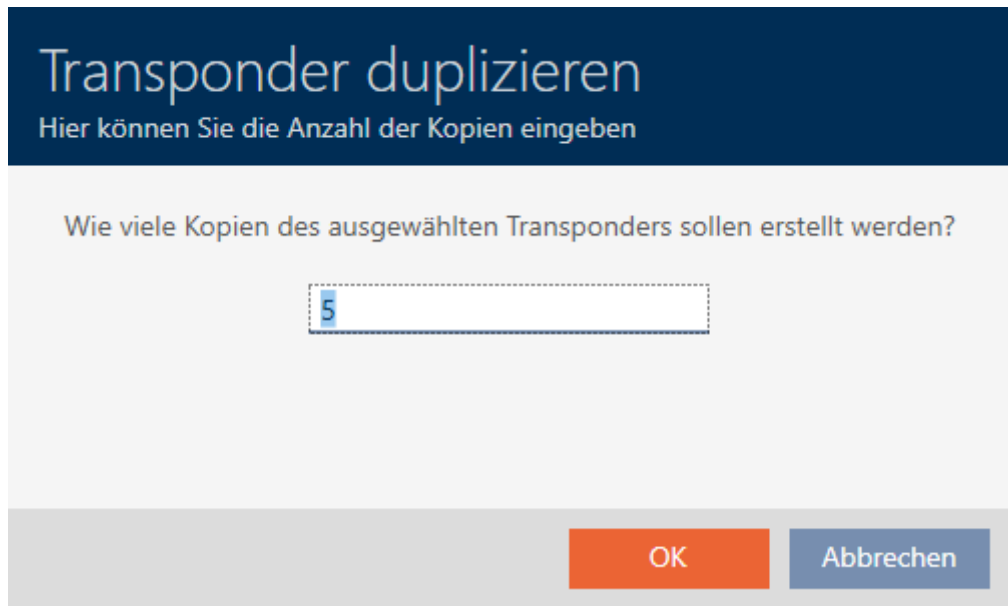 Transponder duplizieren
Hier können Sie die Anzahl der Kopien eingeben
Wie viele Kopien des ausgewählten Transponders sollen erstellt werden?
5
OK Abbrechen